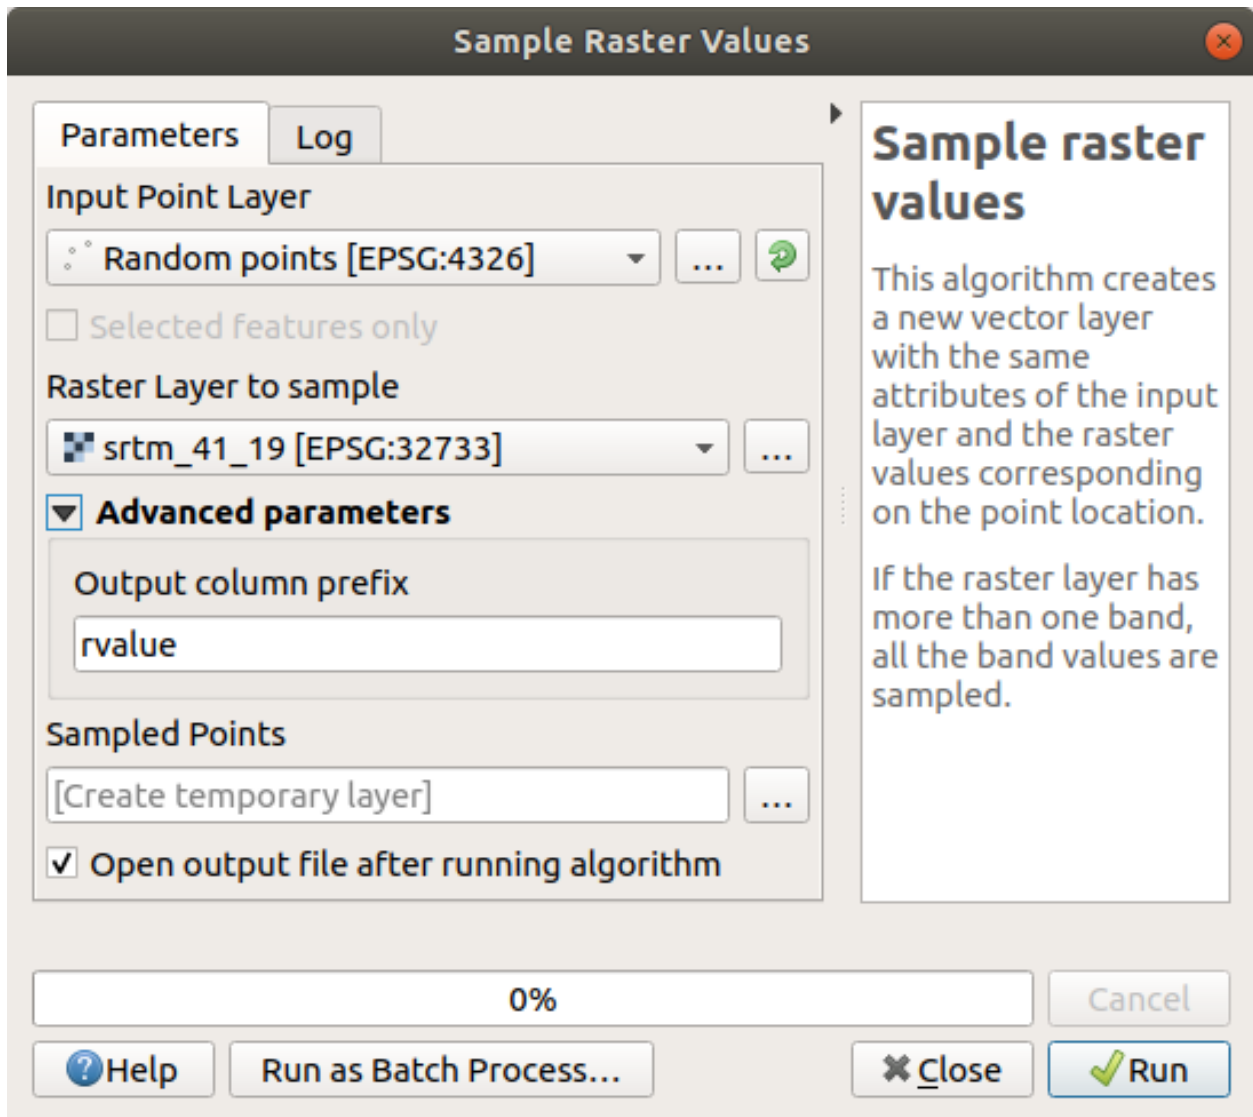 Sample Raster Values
Parameters
Log
Input Point Layer
Random points [EPSG:4326]
...
Selected features only
Raster Layer to sample
srtm_41_19 [EPSG:32733]
...
Advanced parameters
Output column prefix
rvalue
Sampled Points
[Create temporary layer]
...
Open output file after running algorithm
Sample raster
values
This algorithm creates
a new vector layer
with the same
attributes of the input
layer and the raster
values corresponding
on the point location.
If the raster layer has
more than one band,
all the band values are
sampled.
0%
Cancel
Help
Run as Batch Process...
Close
Run